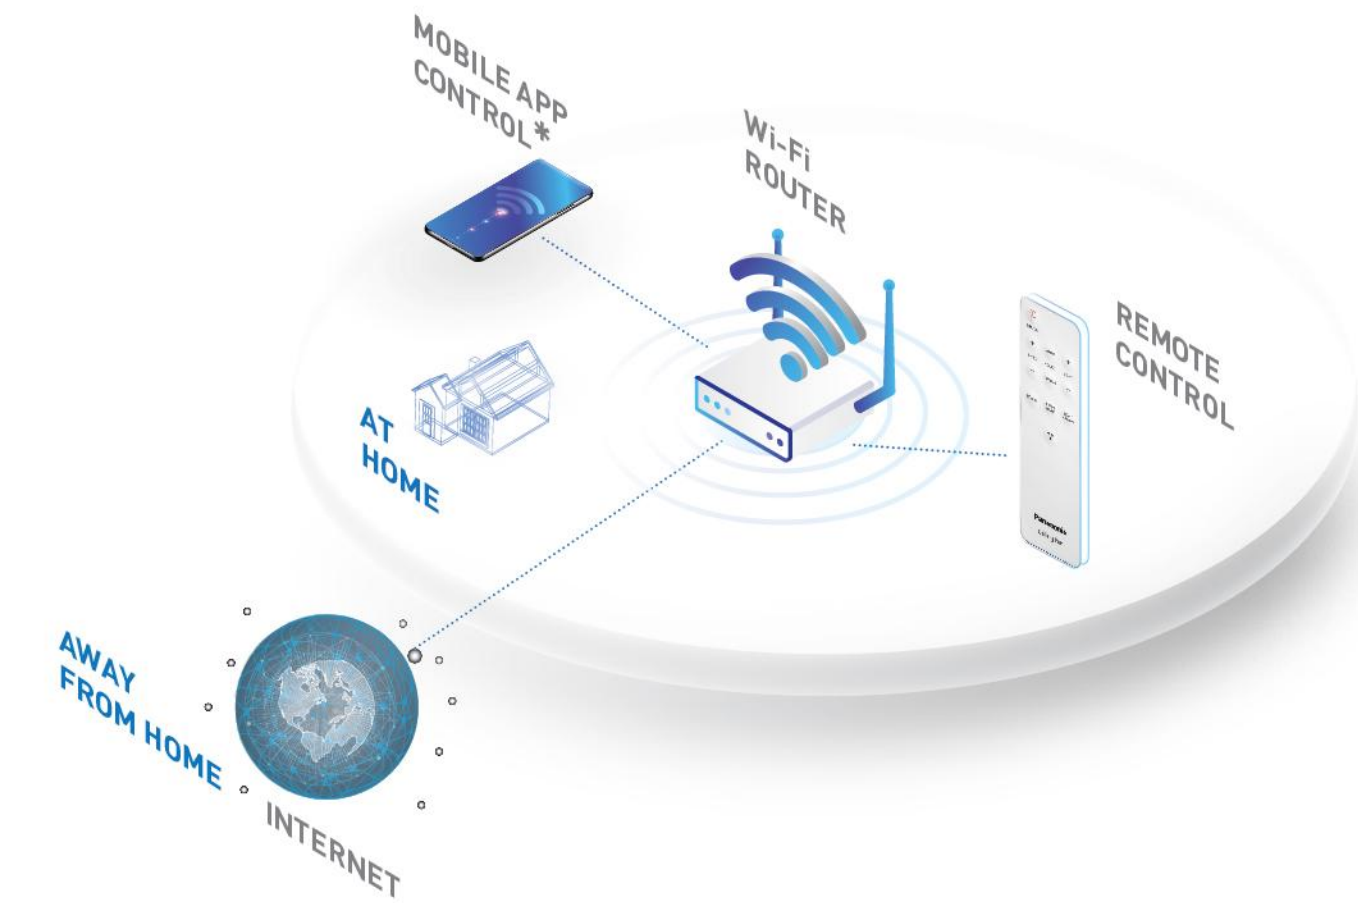 MOBILE APP
CONTROL*
Wi-Fi
ROUTER
REMOTE
CONTROL
AT
HOME
Panasonic
AWAY
FROM HOME
INTERNET